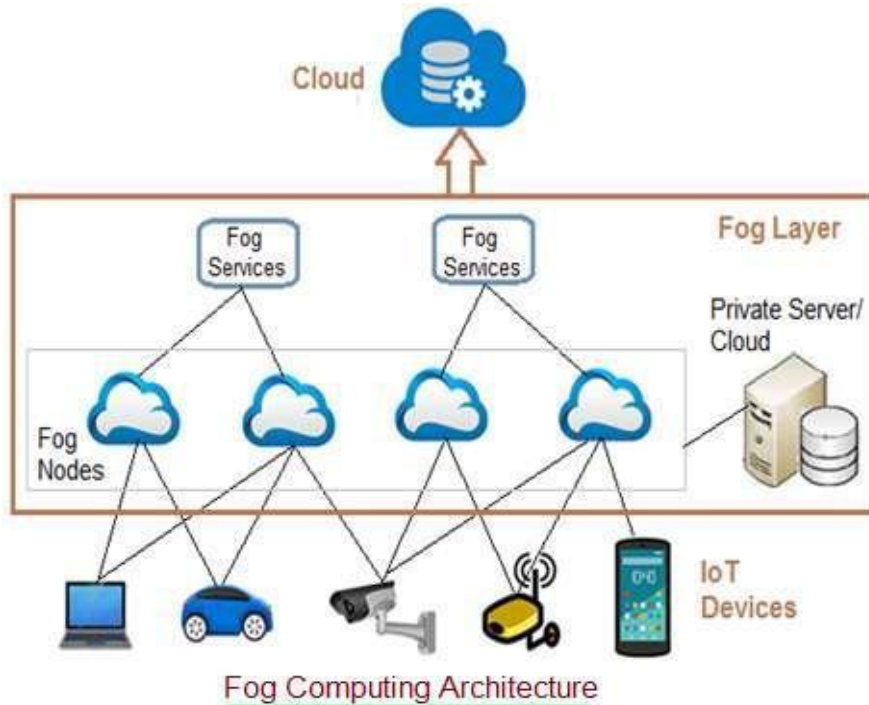 Cloud
Fog Layer
Fog
Services
Fog
Services
Private Server/
Cloud
Fog
Nodes
IoT
Devices
Fog Computing Architecture